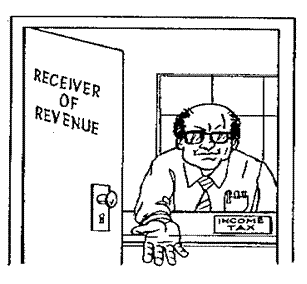 RECEIVER
OF
REVENUE
INCOME
TAX